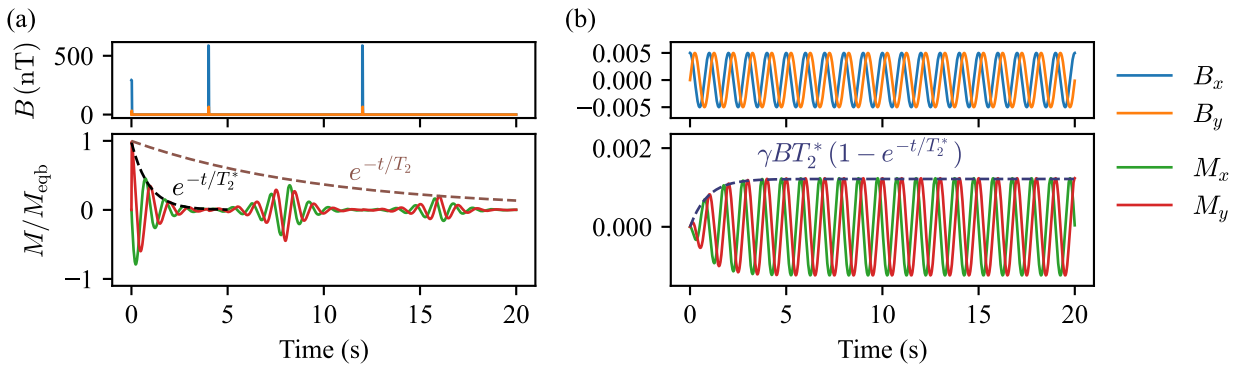 (a)
B (nT)
500
0
M/M_eqb
1
0
−1
e^{−t/T_2^*}
e^{−t/T_2}
0
5
10
15
20
Time (s)
(b)
0.005
0.000
−0.005
0.002
0.000
γBT_2^*(1 − e^{−t/T_2^*})
0
5
10
15
20
Time (s)
B_x
B_y
M_x
M_y